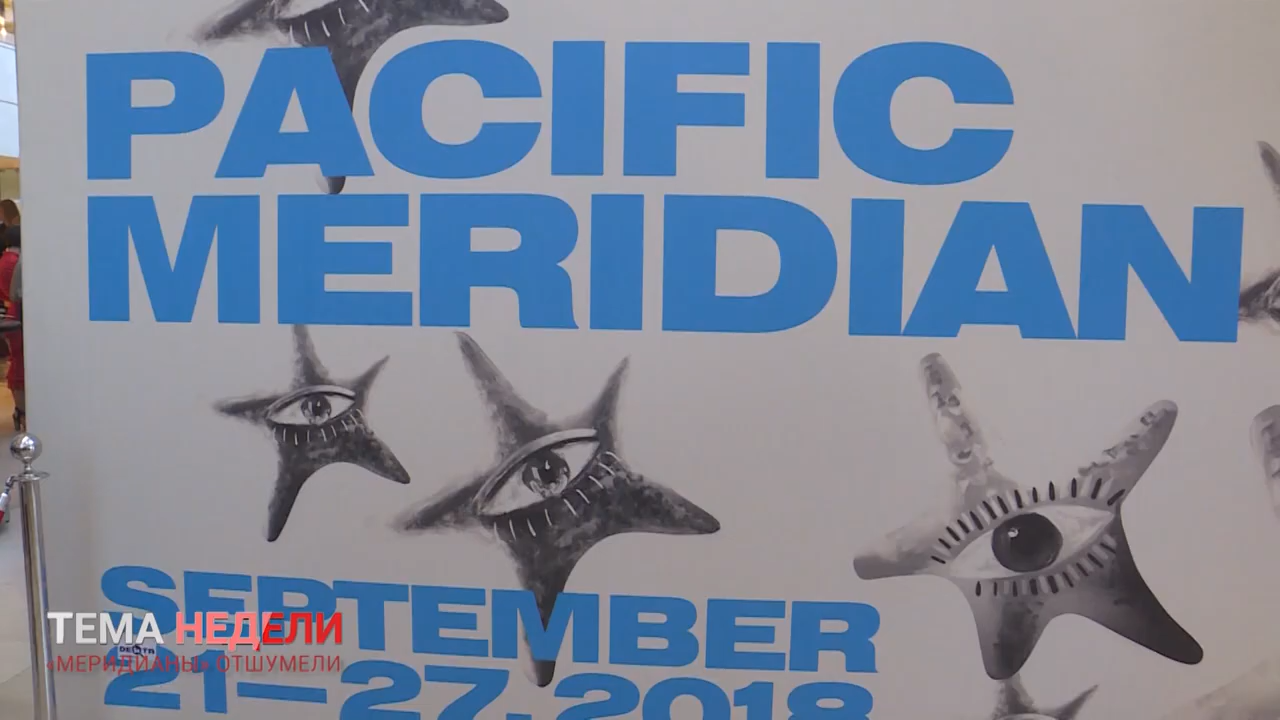 PACIFIC
MERIDIAN
SEPTEMBER
21—27.2018
ТЕМА НЕДЕЛИ
«МЕРИДИАНЫ» ОТШУМЕЛИ